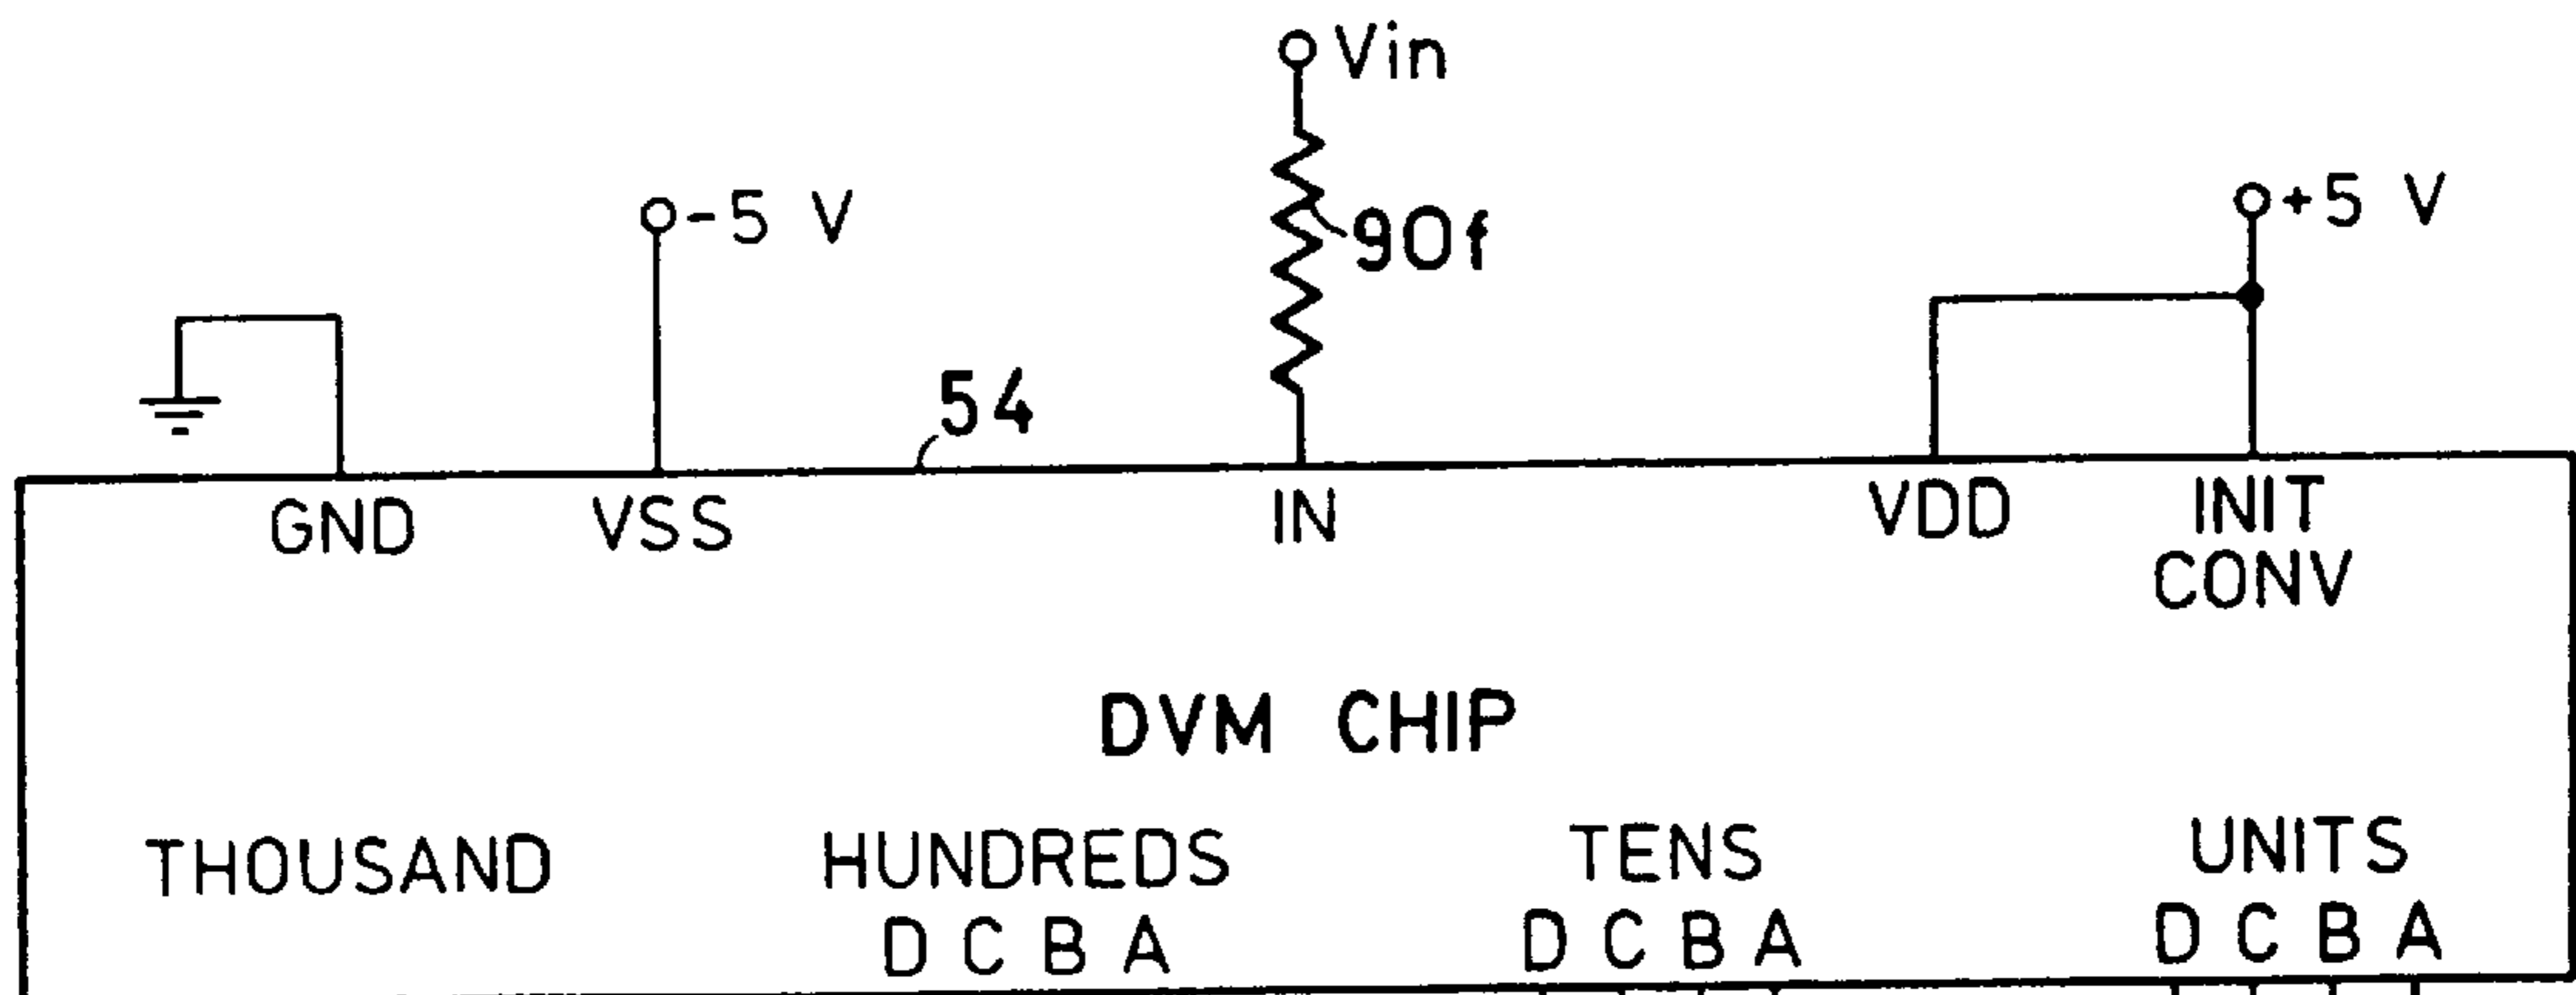 Vin
-5 V
+5 V
90f
54
GND VSS IN VDD INIT
CONV
DVM CHIP
THOUSAND HUNDREDS TENS UNITS
D C B A D C B A D C B A